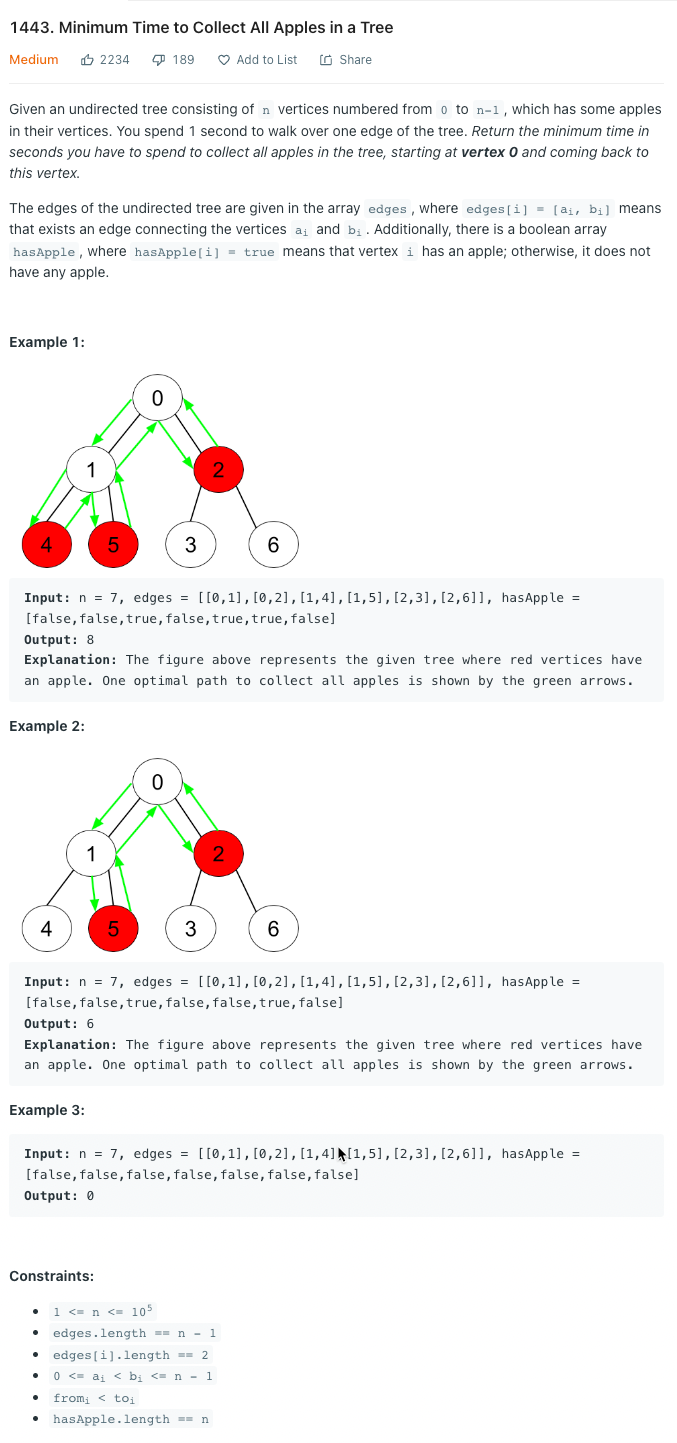 1443. Minimum Time to Collect All Apples in a Tree
Medium 2234 189 Add to List Share
Given an undirected tree consisting of n vertices numbered from 0 to n-1 , which has some apples
in their vertices. You spend 1 second to walk over one edge of the tree. Return the minimum time in
seconds you have to spend to collect all apples in the tree, starting at vertex 0 and coming back to
this vertex.
The edges of the undirected tree are given in the array edges , where edges[i] = [aᵢ, bᵢ] means
that exists an edge connecting the vertices aᵢ and bᵢ . Additionally, there is a boolean array
hasApple , where hasApple[i] = true means that vertex i has an apple; otherwise, it does not
have any apple.
Example 1:
0
1 2
4 5 3 6
Input: n = 7, edges = [[0,1],[0,2],[1,4],[1,5],[2,3],[2,6]], hasApple =
[false,false,true,false,true,true,false]
Output: 8
Explanation: The figure above represents the given tree where red vertices have
an apple. One optimal path to collect all apples is shown by the green arrows.
Example 2:
0
1 2
4 5 3 6
Input: n = 7, edges = [[0,1],[0,2],[1,4],[1,5],[2,3],[2,6]], hasApple =
[false,false,true,false,false,true,false]
Output: 6
Explanation: The figure above represents the given tree where red vertices have
an apple. One optimal path to collect all apples is shown by the green arrows.
Example 3:
Input: n = 7, edges = [[0,1],[0,2],[1,4],[1,5],[2,3],[2,6]], hasApple =
[false,false,false,false,false,false,false]
Output: 0
Constraints:
• 1 <= n <= 10⁵
• edges.length == n - 1
• edges[i].length == 2
• 0 <= aᵢ < bᵢ <= n - 1
• fromᵢ < toᵢ
• hasApple.length == n